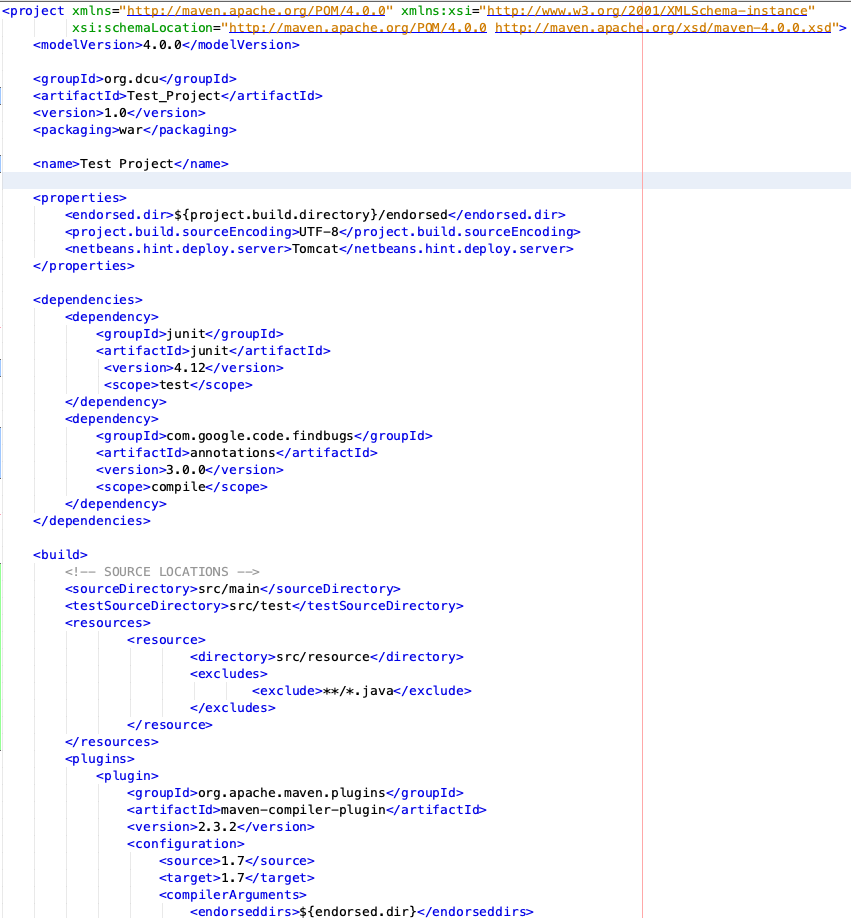 <project xmlns="http://maven.apache.org/POM/4.0.0" xmlns:xsi="http://www.w3.org/2001/XMLSchema-instance"
         xsi:schemaLocation="http://maven.apache.org/POM/4.0.0 http://maven.apache.org/xsd/maven-4.0.0.xsd">
    <modelVersion>4.0.0</modelVersion>

    <groupId>org.dcu</groupId>
    <artifactId>Test_Project</artifactId>
    <version>1.0</version>
    <packaging>war</packaging>

    <name>Test Project</name>

    <properties>
        <endorsed.dir>${project.build.directory}/endorsed</endorsed.dir>
        <project.build.sourceEncoding>UTF-8</project.build.sourceEncoding>
        <netbeans.hint.deploy.server>Tomcat</netbeans.hint.deploy.server>
    </properties>

    <dependencies>
        <dependency>
            <groupId>junit</groupId>
            <artifactId>junit</artifactId>
             <version>4.12</version>
             <scope>test</scope>
        </dependency>
        <dependency>
            <groupId>com.google.code.findbugs</groupId>
            <artifactId>annotations</artifactId>
            <version>3.0.0</version>
            <scope>compile</scope>
        </dependency>
    </dependencies>

    <build>
        <!-- SOURCE LOCATIONS -->
        <sourceDirectory>src/main</sourceDirectory>
        <testSourceDirectory>src/test</testSourceDirectory>
        <resources>
                <resource>
                        <directory>src/resource</directory>
                        <excludes>
                                <exclude>**/*.java</exclude>
                        </excludes>
                </resource>
        </resources>
        <plugins>
            <plugin>
                <groupId>org.apache.maven.plugins</groupId>
                <artifactId>maven-compiler-plugin</artifactId>
                <version>2.3.2</version>
                <configuration>
                    <source>1.7</source>
                    <target>1.7</target>
                    <compilerArguments>
                        <endorseddirs>${endorsed.dir}</endorseddirs>